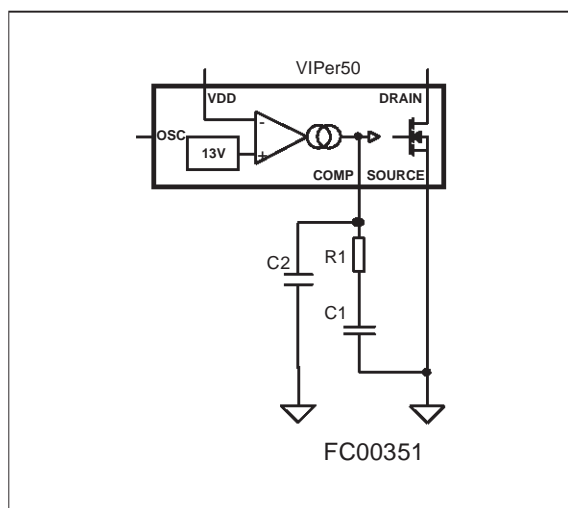 VIPer50
VDD
DRAIN
OSC
-
13V
+
COMP
SOURCE
C2
R1
C1
FC00351